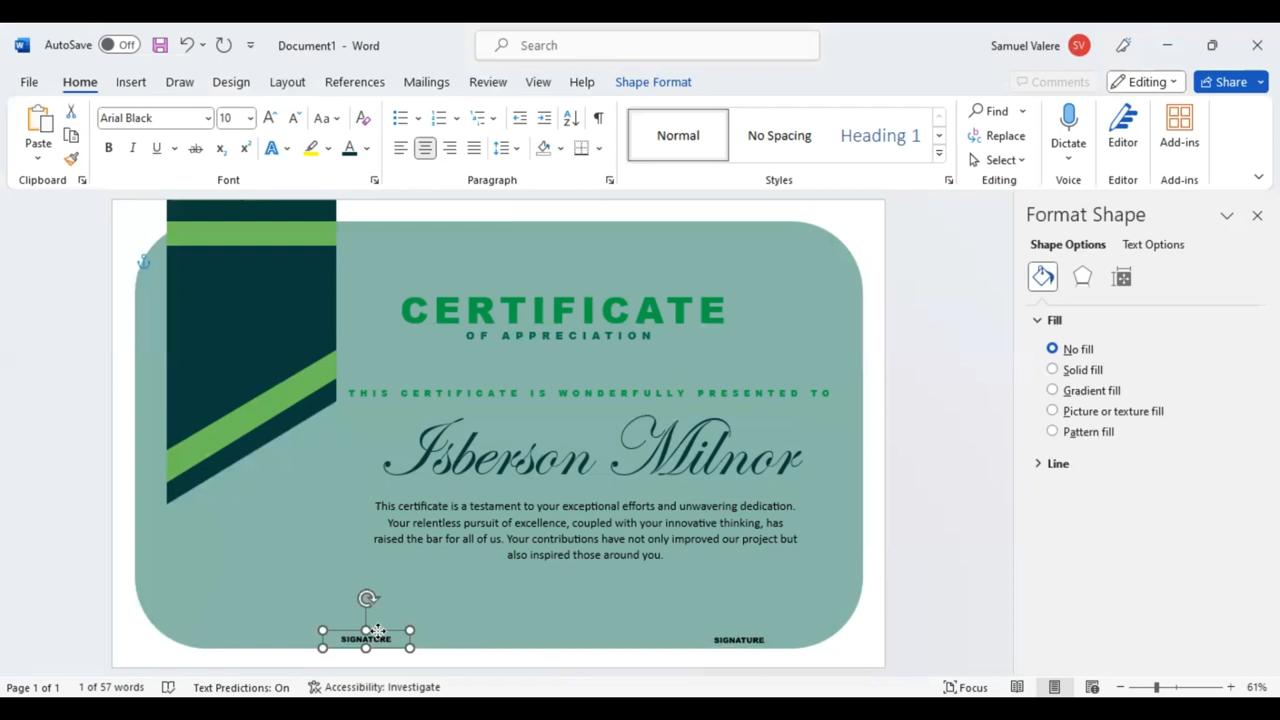 AutoSave Off Document1 - Word Search Samuel Valere SV
File Home Insert Draw Design Layout References Mailings Review View Help Shape Format Comments Editing Share
Paste Arial Black 10 Normal No Spacing Heading 1 Find Replace Select Dictate Editor Add-ins
Clipboard Font Paragraph Styles Editing Voice Editor Add-ins
Format Shape
Shape Options Text Options
Fill
No fill
Solid fill
Gradient fill
Picture or texture fill
Pattern fill
Line
CERTIFICATE
OF APPRECIATION
THIS CERTIFICATE IS WONDERFULLY PRESENTED TO
Isberson Milnor
This certificate is a testament to your exceptional efforts and unwavering dedication.
Your relentless pursuit of excellence, coupled with your innovative thinking, has
raised the bar for all of us. Your contributions have not only improved our project but
also inspired those around you.
SIGNATURE SIGNATURE
Page 1 of 1 1 of 57 words Text Predictions: On Accessibility: Investigate Focus 61%